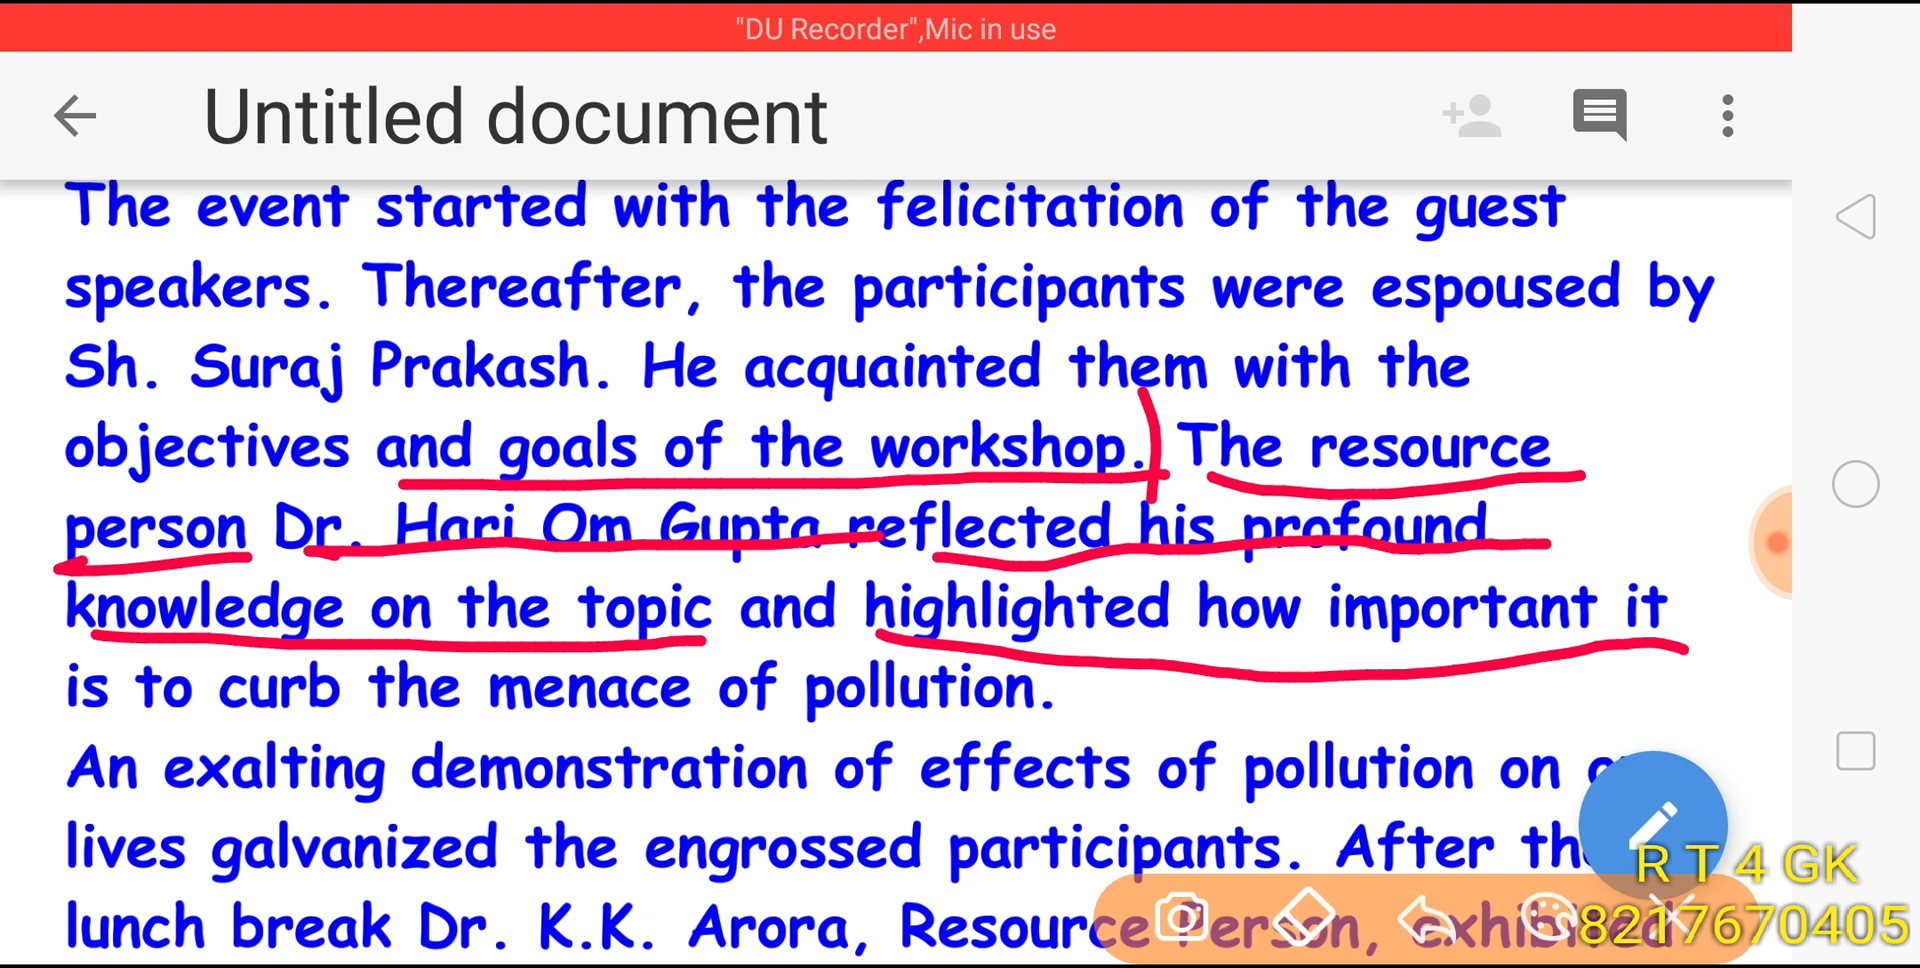 "DU Recorder",Mic in use
Untitled document
The event started with the felicitation of the guest
speakers. Thereafter, the participants were espoused by
Sh. Suraj Prakash. He acquainted them with the
objectives and goals of the workshop. The resource
person Dr. Hari Om Gupta reflected his profound
knowledge on the topic and highlighted how important it
is to curb the menace of pollution.
An exalting demonstration of effects of pollution on
lives galvanized the engrossed participants. After
lunch break Dr. K.K. Arora, Resource Person, exhibited
R T 4 GK
8217670405